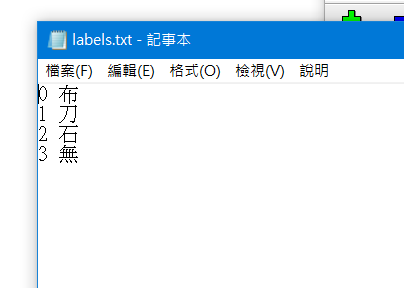 labels.txt - 記事本
檔案(F) 編輯(E) 格式(O) 檢視(V) 說明
0 布
1 刀
2 石
3 無